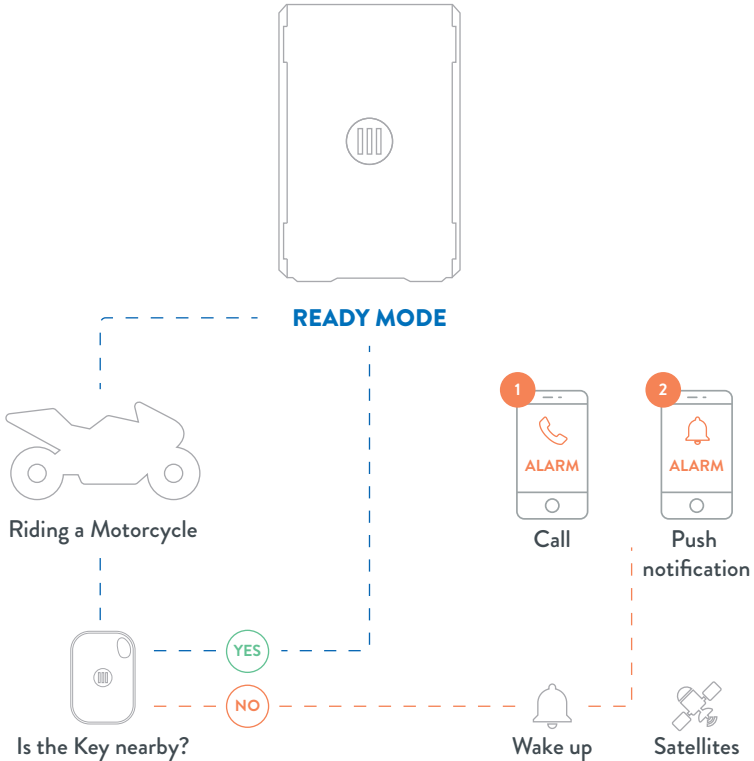 READY MODE
1
2
ALARM
ALARM
Riding a Motorcycle
Call
Push
notification
YES
NO
Is the Key nearby?
Wake up
Satellites